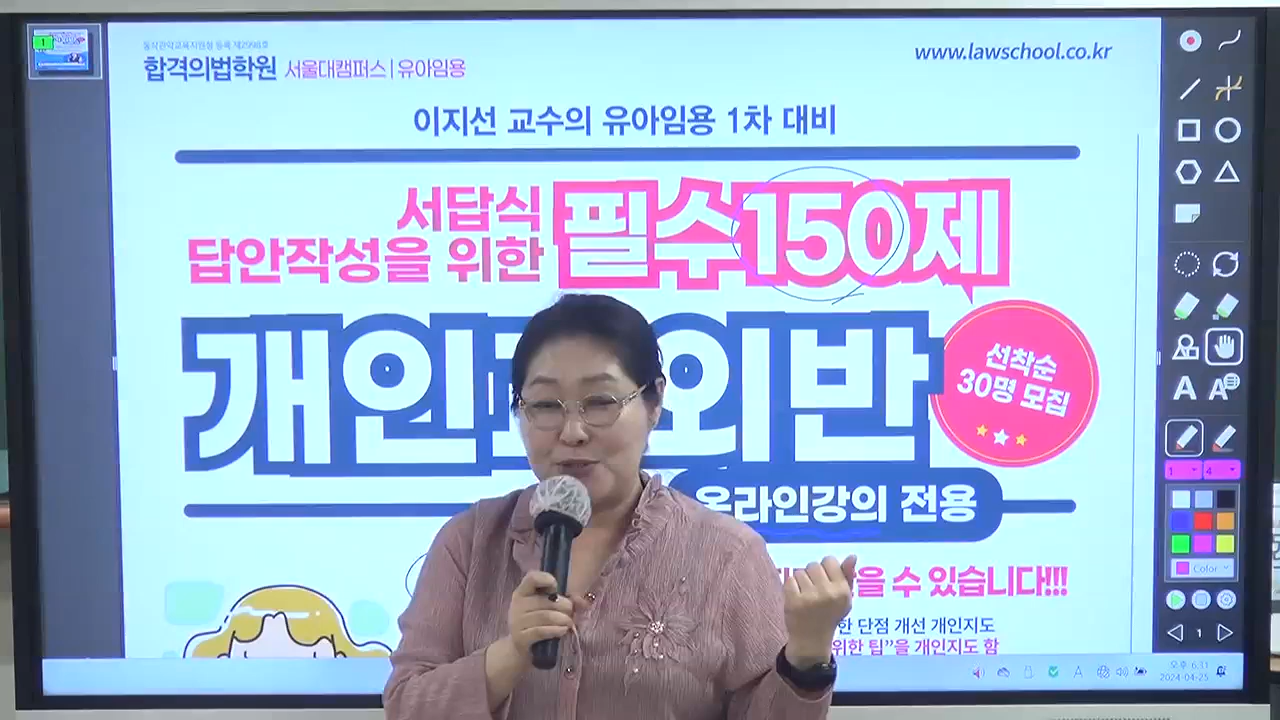 동작관악교육지원청 등록 제2998호
합격의법학원 서울대캠퍼스 | 유아임용
www.lawschool.co.kr
이지선 교수의 유아임용 1차 대비
서답식
답안작성을 위한 필수150제
개인 외반
선착순
30명 모집
온라인강의 전용
수 있습니다!!!
한 단점 개선 개인지도
위한 팁”을 개인지도 함
A A
1 4
Color
1
A
오후 6:31
2024-04-25